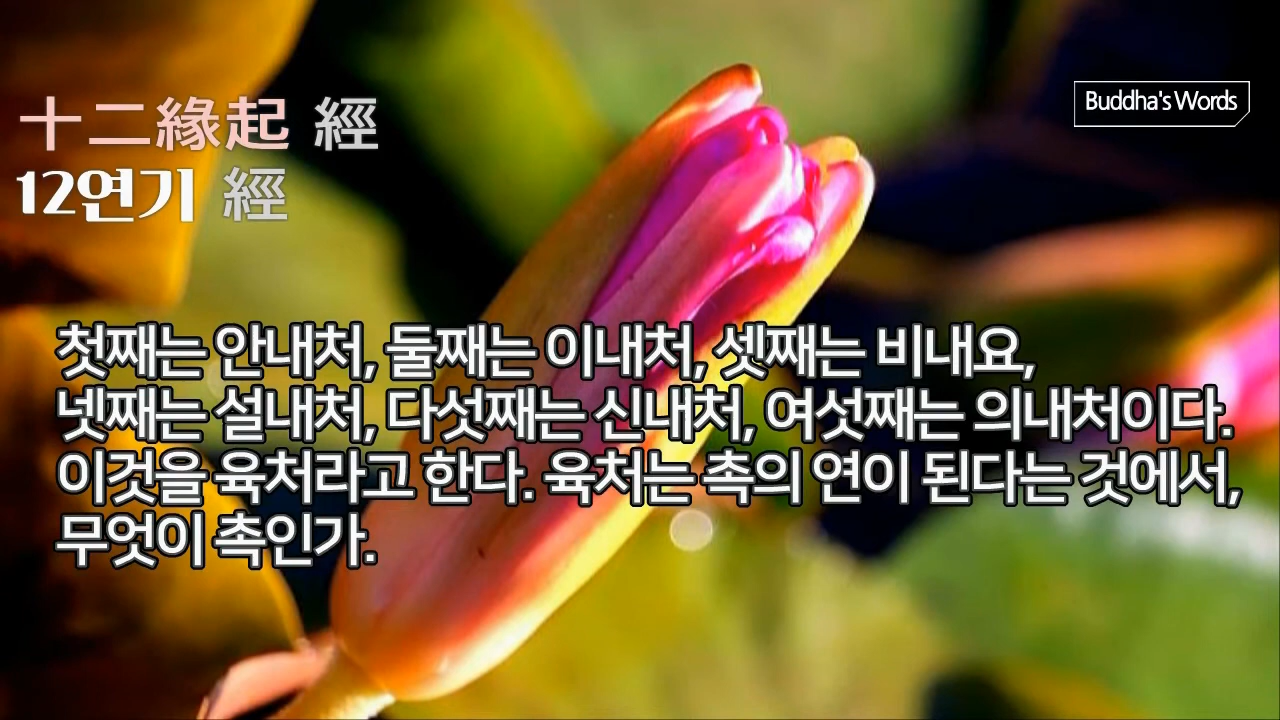 十二緣起 經
12연기 經
Buddha's Words
첫째는 안내처, 둘째는 이내처, 셋째는 비내요,
넷째는 설내처, 다섯째는 신내처, 여섯째는 의내처이다.
이것을 육처라고 한다. 육처는 촉의 연이 된다는 것에서,
무엇이 촉인가.